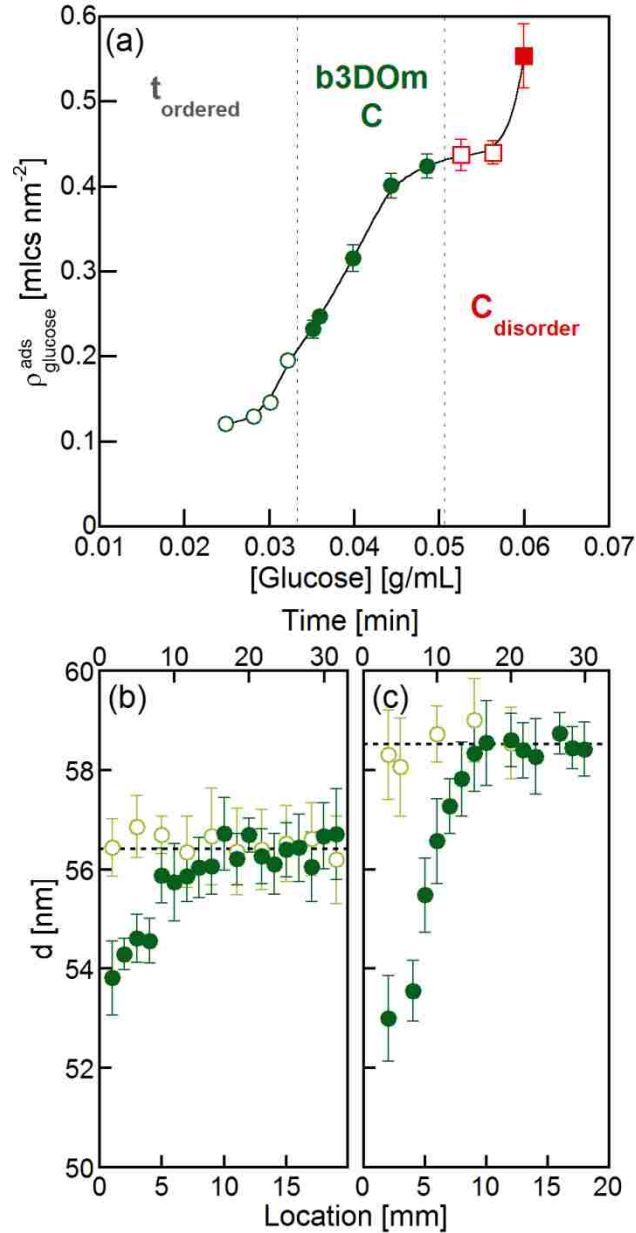 (a)
0.6
0.5
0.4
0.3
0.2
0.1
0
t ordered
b3DOm
C
C disorder
ρ ads glucose [mlcs nm-2]
0.01 0.02 0.03 0.04 0.05 0.06 0.07
[Glucose] [g/mL]
Time [min]
0 10 20 30 0 10 20 30
(b) (c)
60
58
56
54
52
50
d [nm]
0 5 10 15 0 5 10 15 20
Location [mm]